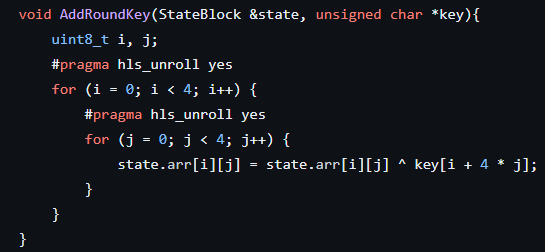 void AddRoundKey(StateBlock &state, unsigned char *key){
    uint8_t i, j;
    #pragma hls_unroll yes
    for (i = 0; i < 4; i++) {
        #pragma hls_unroll yes
        for (j = 0; j < 4; j++) {
            state.arr[i][j] = state.arr[i][j] ^ key[i + 4 * j];
        }
    }
}